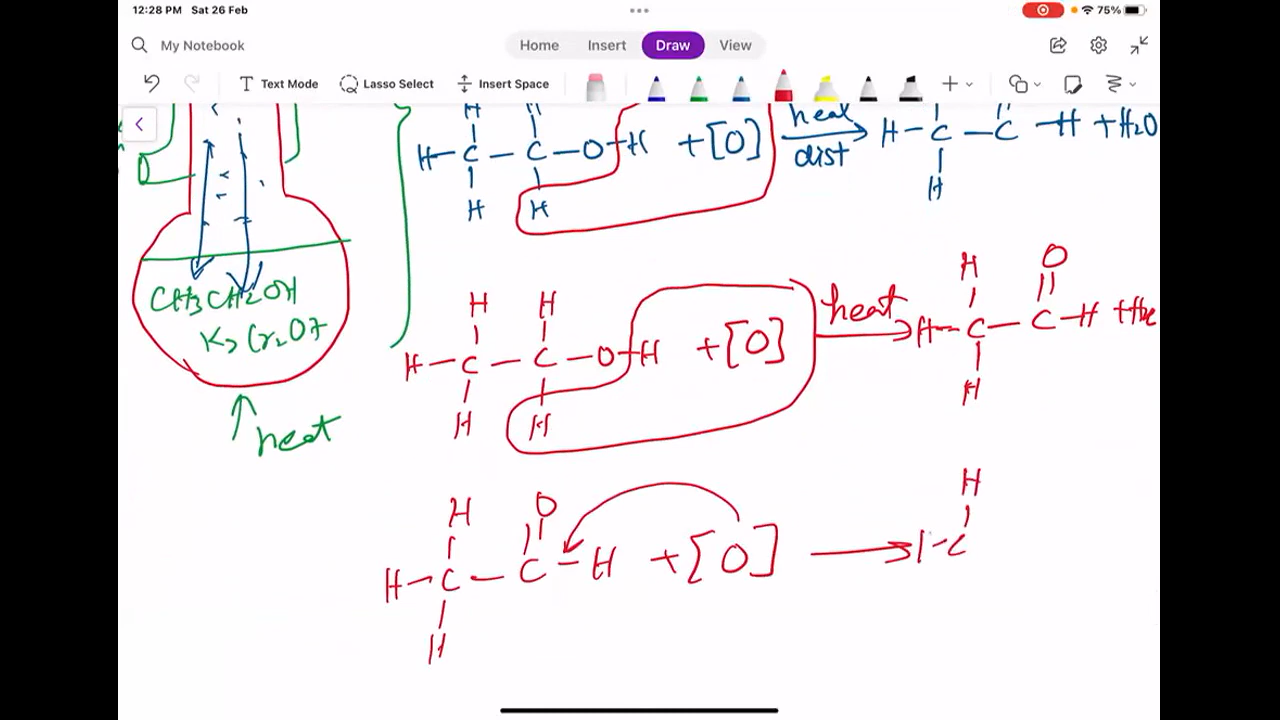 12:28 PM Sat 26 Feb
75%
My Notebook
Home Insert Draw View
Text Mode Lasso Select Insert Space
H
H-C-C-O-H +[O] heat dist H-C-C-H +H2O
H H H
CH3CH2OH
K2Cr2O7
heat
H H H O
H-C-C-O-H +[O] heat H-C-C-H
H H H
H O H
H-C-C-H +[O] → H-C
H